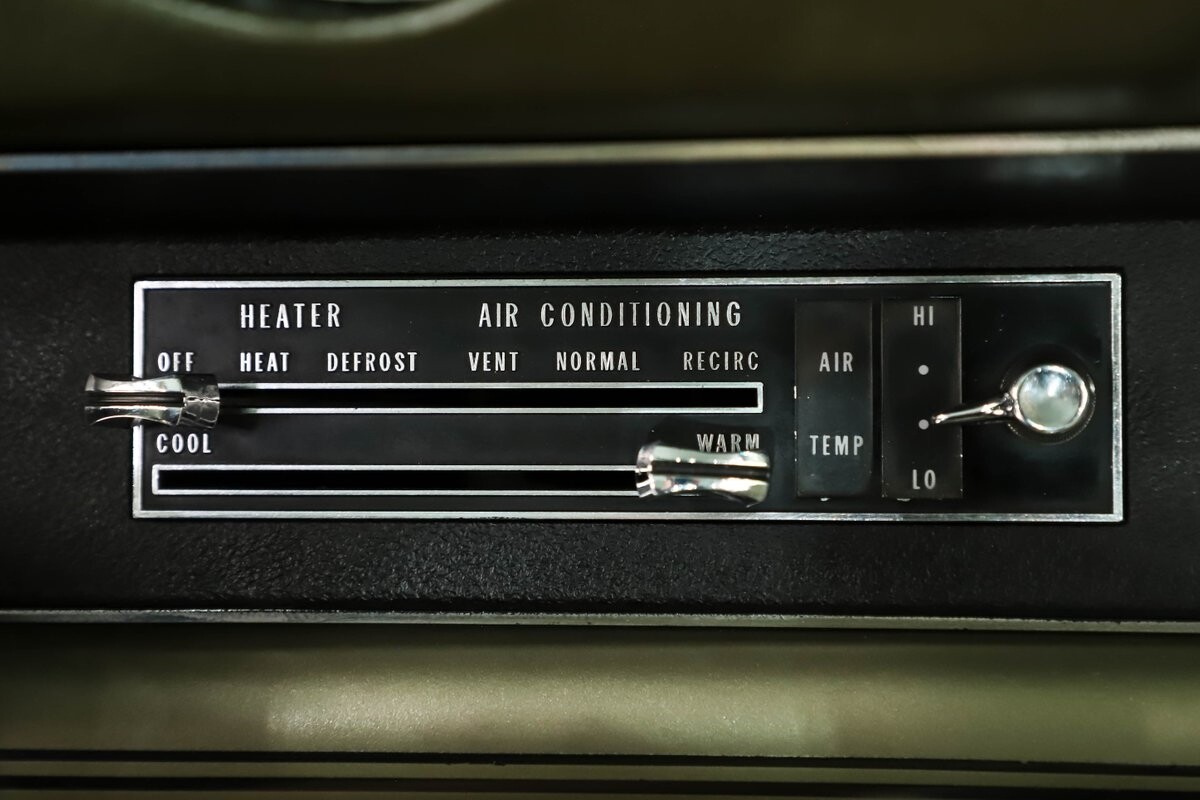 HEATER AIR CONDITIONING
OFF HEAT DEFROST VENT NORMAL RECIRC
COOL WARM
AIR
TEMP
HI
LO